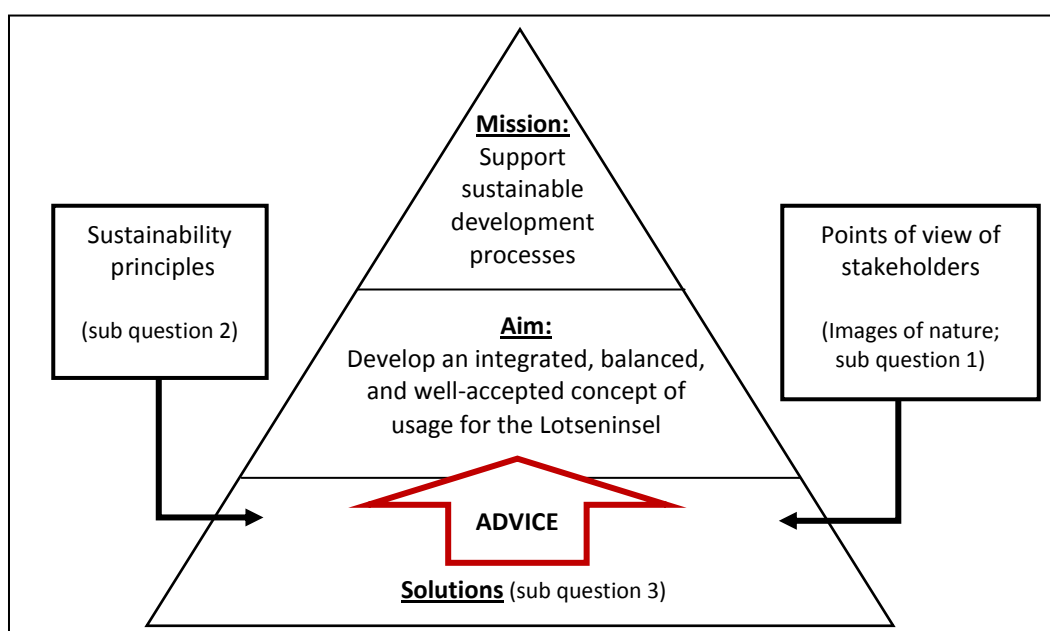 Mission:
Support
sustainable
development
processes
Sustainability
principles
(sub question 2)
Points of view of
stakeholders
(Images of nature;
sub question 1)
Aim:
Develop an integrated, balanced,
and well-accepted concept of
usage for the Lotseninsel
ADVICE
Solutions (sub question 3)